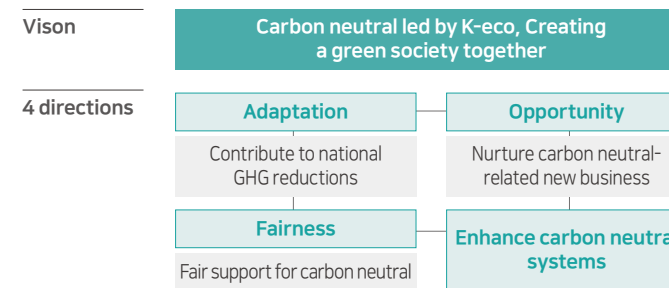 Vison
Carbon neutral led by K-eco, Creating
a green society together
4 directions
Adaptation
Opportunity
Contribute to national
GHG reductions
Nurture carbon neutral-
related new business
Fairness
Enhance carbon neutra
systems
Fair support for carbon neutral